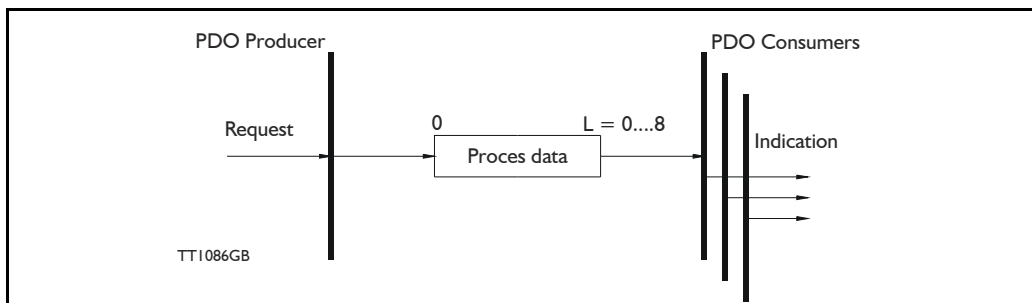 PDO Producer
PDO Consumers
Request
0
L = 0....8
Proces data
Indication
TT1086GB